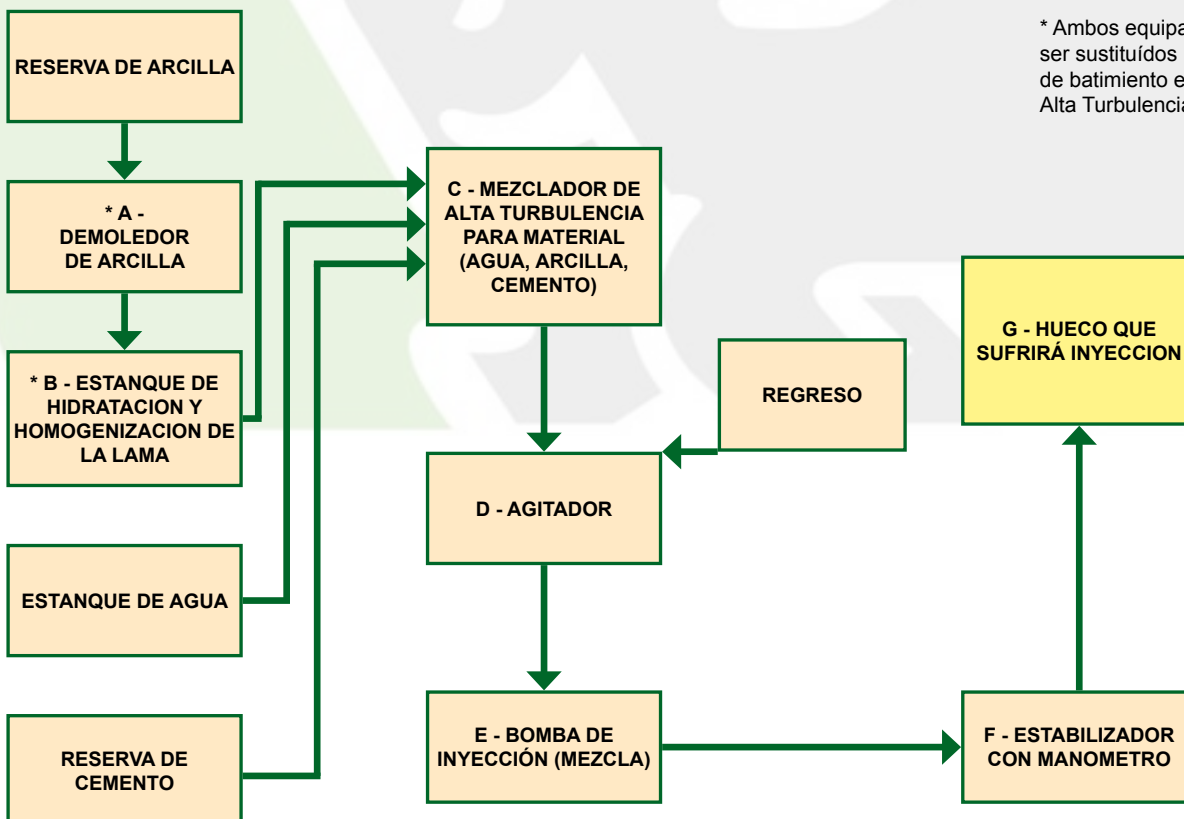 RESERVA DE ARCILLA
* A -
DEMOLEDOR
DE ARCILLA
* B - ESTANQUE DE
HIDRATACION Y
HOMOGENIZACION DE
LA LAMA
ESTANQUE DE AGUA
RESERVA DE
CEMENTO
C - MEZCLADOR DE
ALTA TURBULENCIA
PARA MATERIAL
(AGUA, ARCILLA,
CEMENTO)
REGRESO
D - AGITADOR
E - BOMBA DE
INYECCIÓN (MEZCLA)
F - ESTABILIZADOR
CON MANOMETRO
G - HUECO QUE
SUFRIRÁ INYECCION
* Ambos
ser sustituídos
de batimiento
Alta